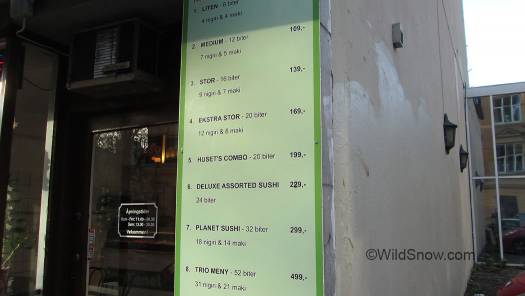 1. LITEN - 8 biter
4 nigiri & 4 maki
2. MEDIUM - 12 biter
7 nigiri & 5 maki
109,-
3. STOR - 16 biter
9 nigiri & 7 maki
139,-
4. EKSTRA STOR - 20 biter
12 nigiri & 8 maki
169,-
5. HUSET'S COMBO - 20 biter
199,-
6. DELUXE ASSORTED SUSHI
24 biter
229,-
7. PLANET SUSHI - 32 biter
18 nigiri & 14 maki
299,-
8. TRIO MENY - 52 biter
31 nigiri & 21 maki
499,-
Åpningstider
Velkommen!
©WildSnow.com